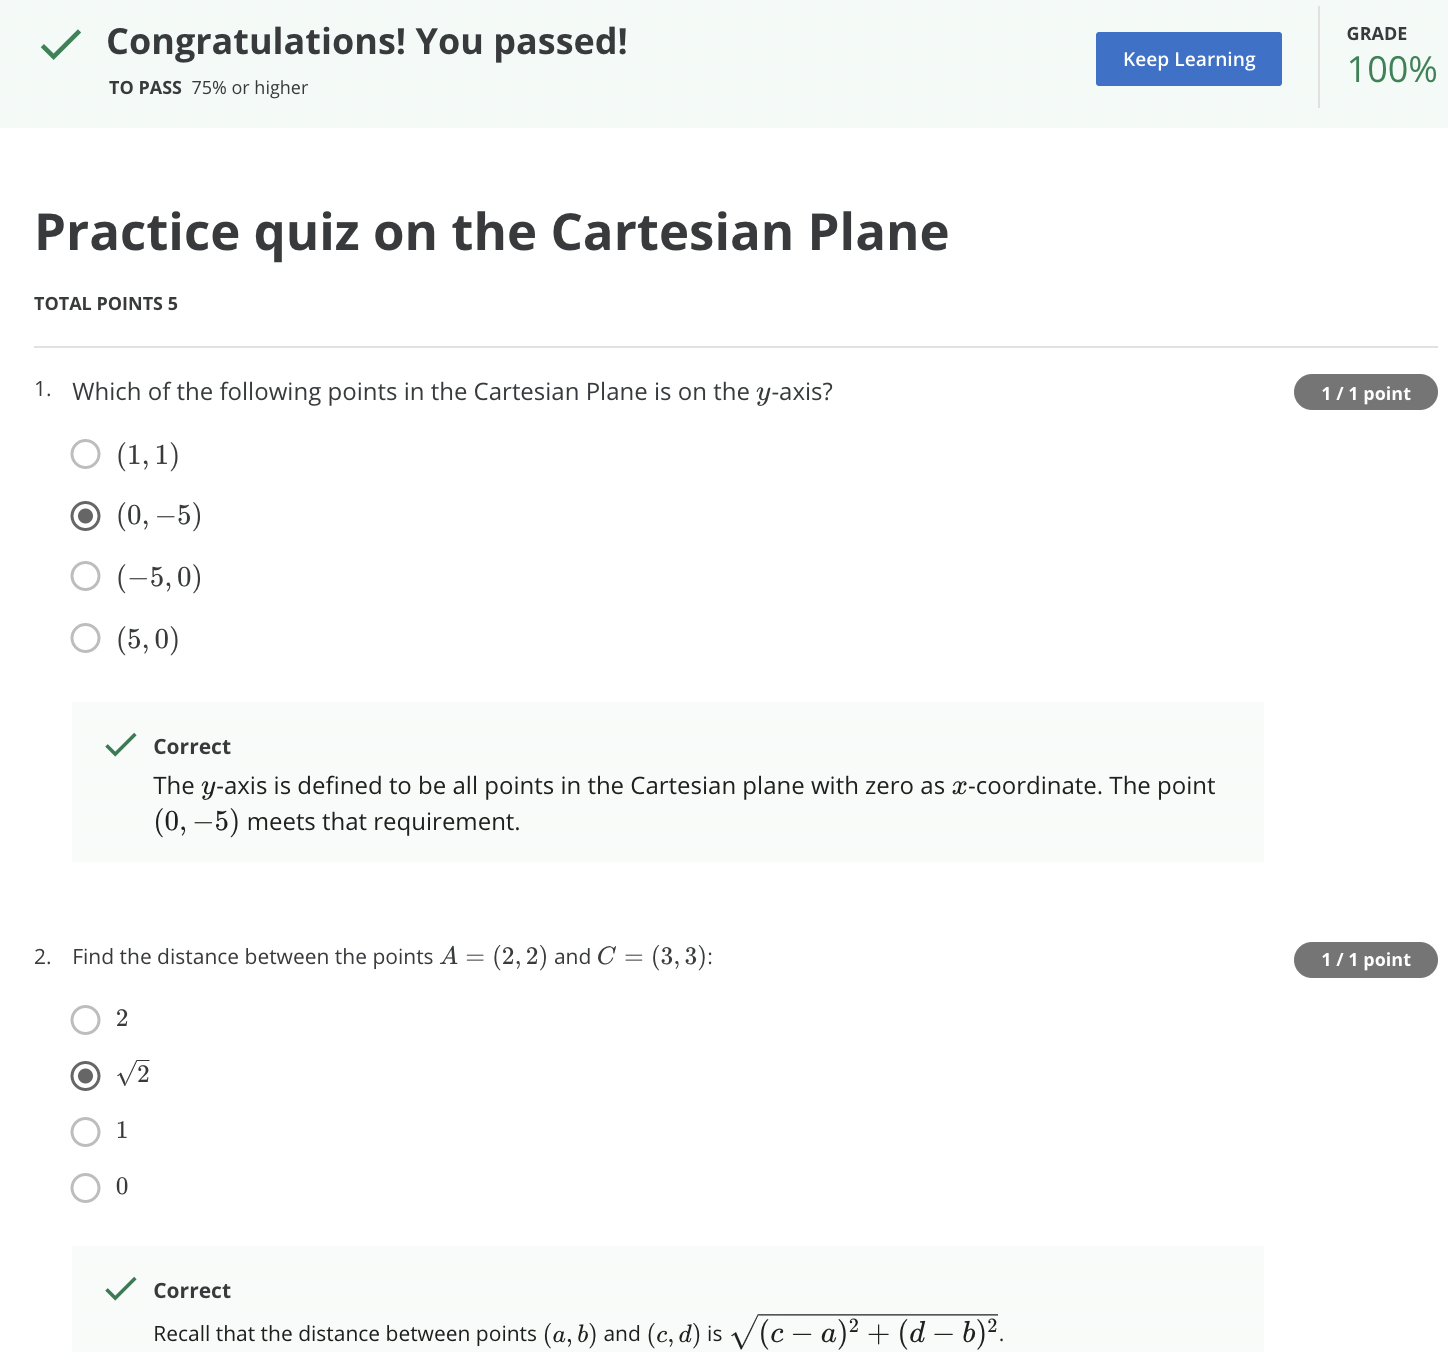 Congratulations! You passed!
TO PASS 75% or higher
Keep Learning
GRADE
100%
Practice quiz on the Cartesian Plane
TOTAL POINTS 5
1. Which of the following points in the Cartesian Plane is on the y-axis?
1 / 1 point
(1, 1)
(0, −5)
(−5, 0)
(5, 0)
Correct
The y-axis is defined to be all points in the Cartesian plane with zero as x-coordinate. The point
(0, −5) meets that requirement.
2. Find the distance between the points A = (2, 2) and C = (3, 3):
1 / 1 point
2
√2
1
0
Correct
Recall that the distance between points (a, b) and (c, d) is √(c − a)² + (d − b)².